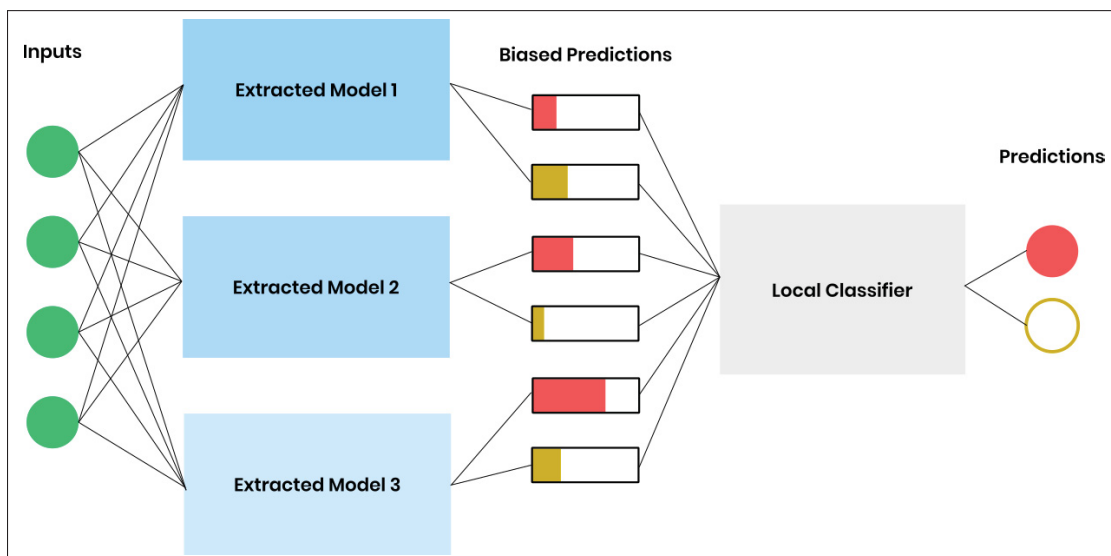 Inputs
Extracted Model 1
Biased Predictions
Predictions
Extracted Model 2
Local Classifier
Extracted Model 3